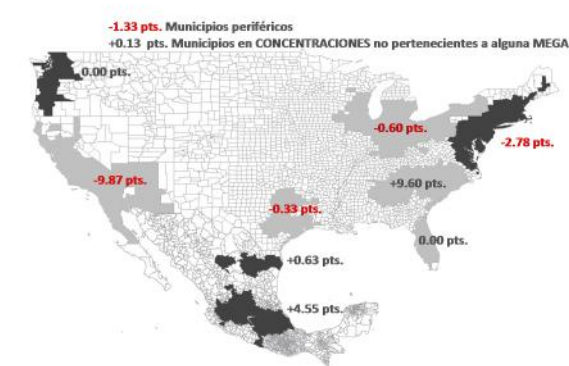 -1.33 pts. Municipios periféricos
+0.13 pts. Municipios en CONCENTRACIONES no pertenecientes a alguna MEGA
0.00 pts.
-0.60 pts.
-2.78 pts.
-9.87 pts.
+9.60 pts.
-0.33 pts.
0.00 pts.
+0.63 pts.
+4.55 pts.